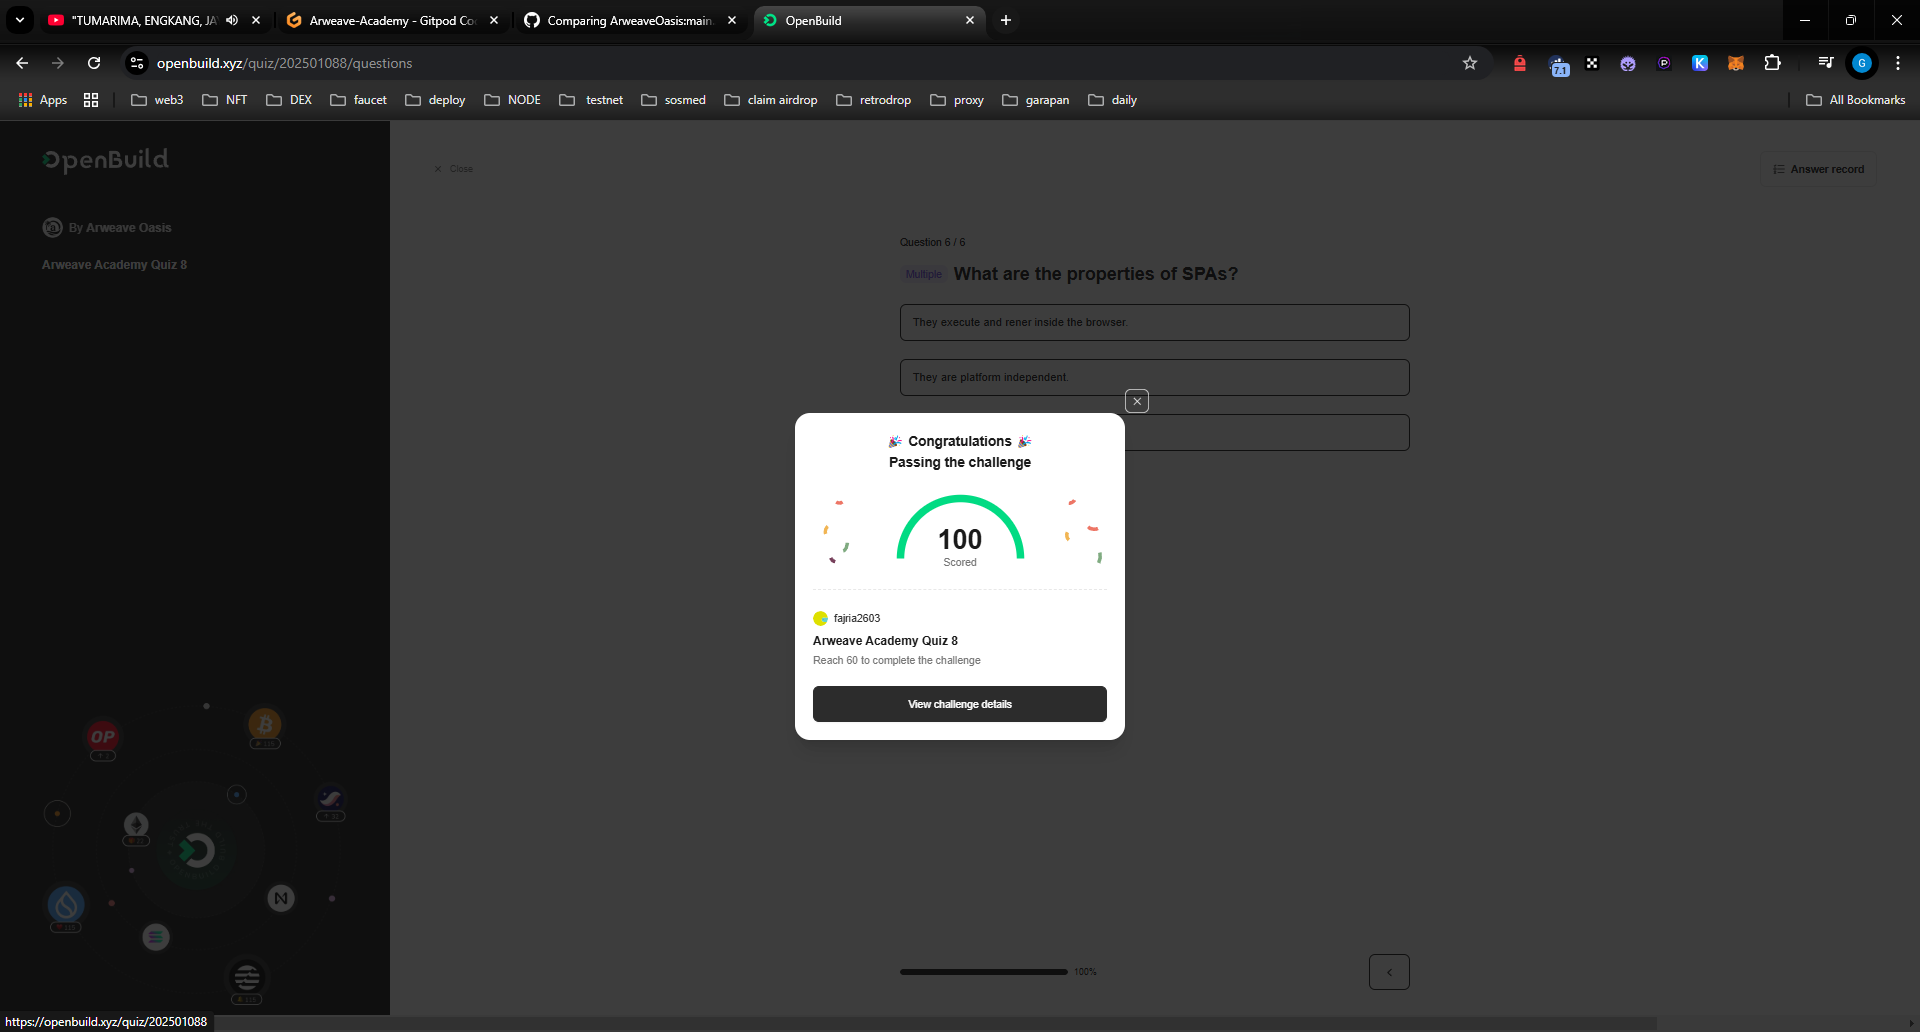 "TUMARIMA, ENGKANG, JA
Arweave-Academy - Gitpod Co
Comparing ArweaveOasis:main
OpenBuild
openbuild.xyz/quiz/202501088/questions
7.1
G
Apps
web3
NFT
DEX
faucet
deploy
NODE
testnet
sosmed
claim airdrop
retrodrop
proxy
garapan
daily
All Bookmarks
OpenBuild
Close
Answer record
By Arweave Oasis
Arweave Academy Quiz 8
Question 6 / 6
Multiple What are the properties of SPAs?
They execute and rener inside the browser.
They are platform independent.
Congratulations
Passing the challenge
100
Scored
fajria2603
Arweave Academy Quiz 8
Reach 60 to complete the challenge
View challenge details
OP
100%
https://openbuild.xyz/quiz/202501088